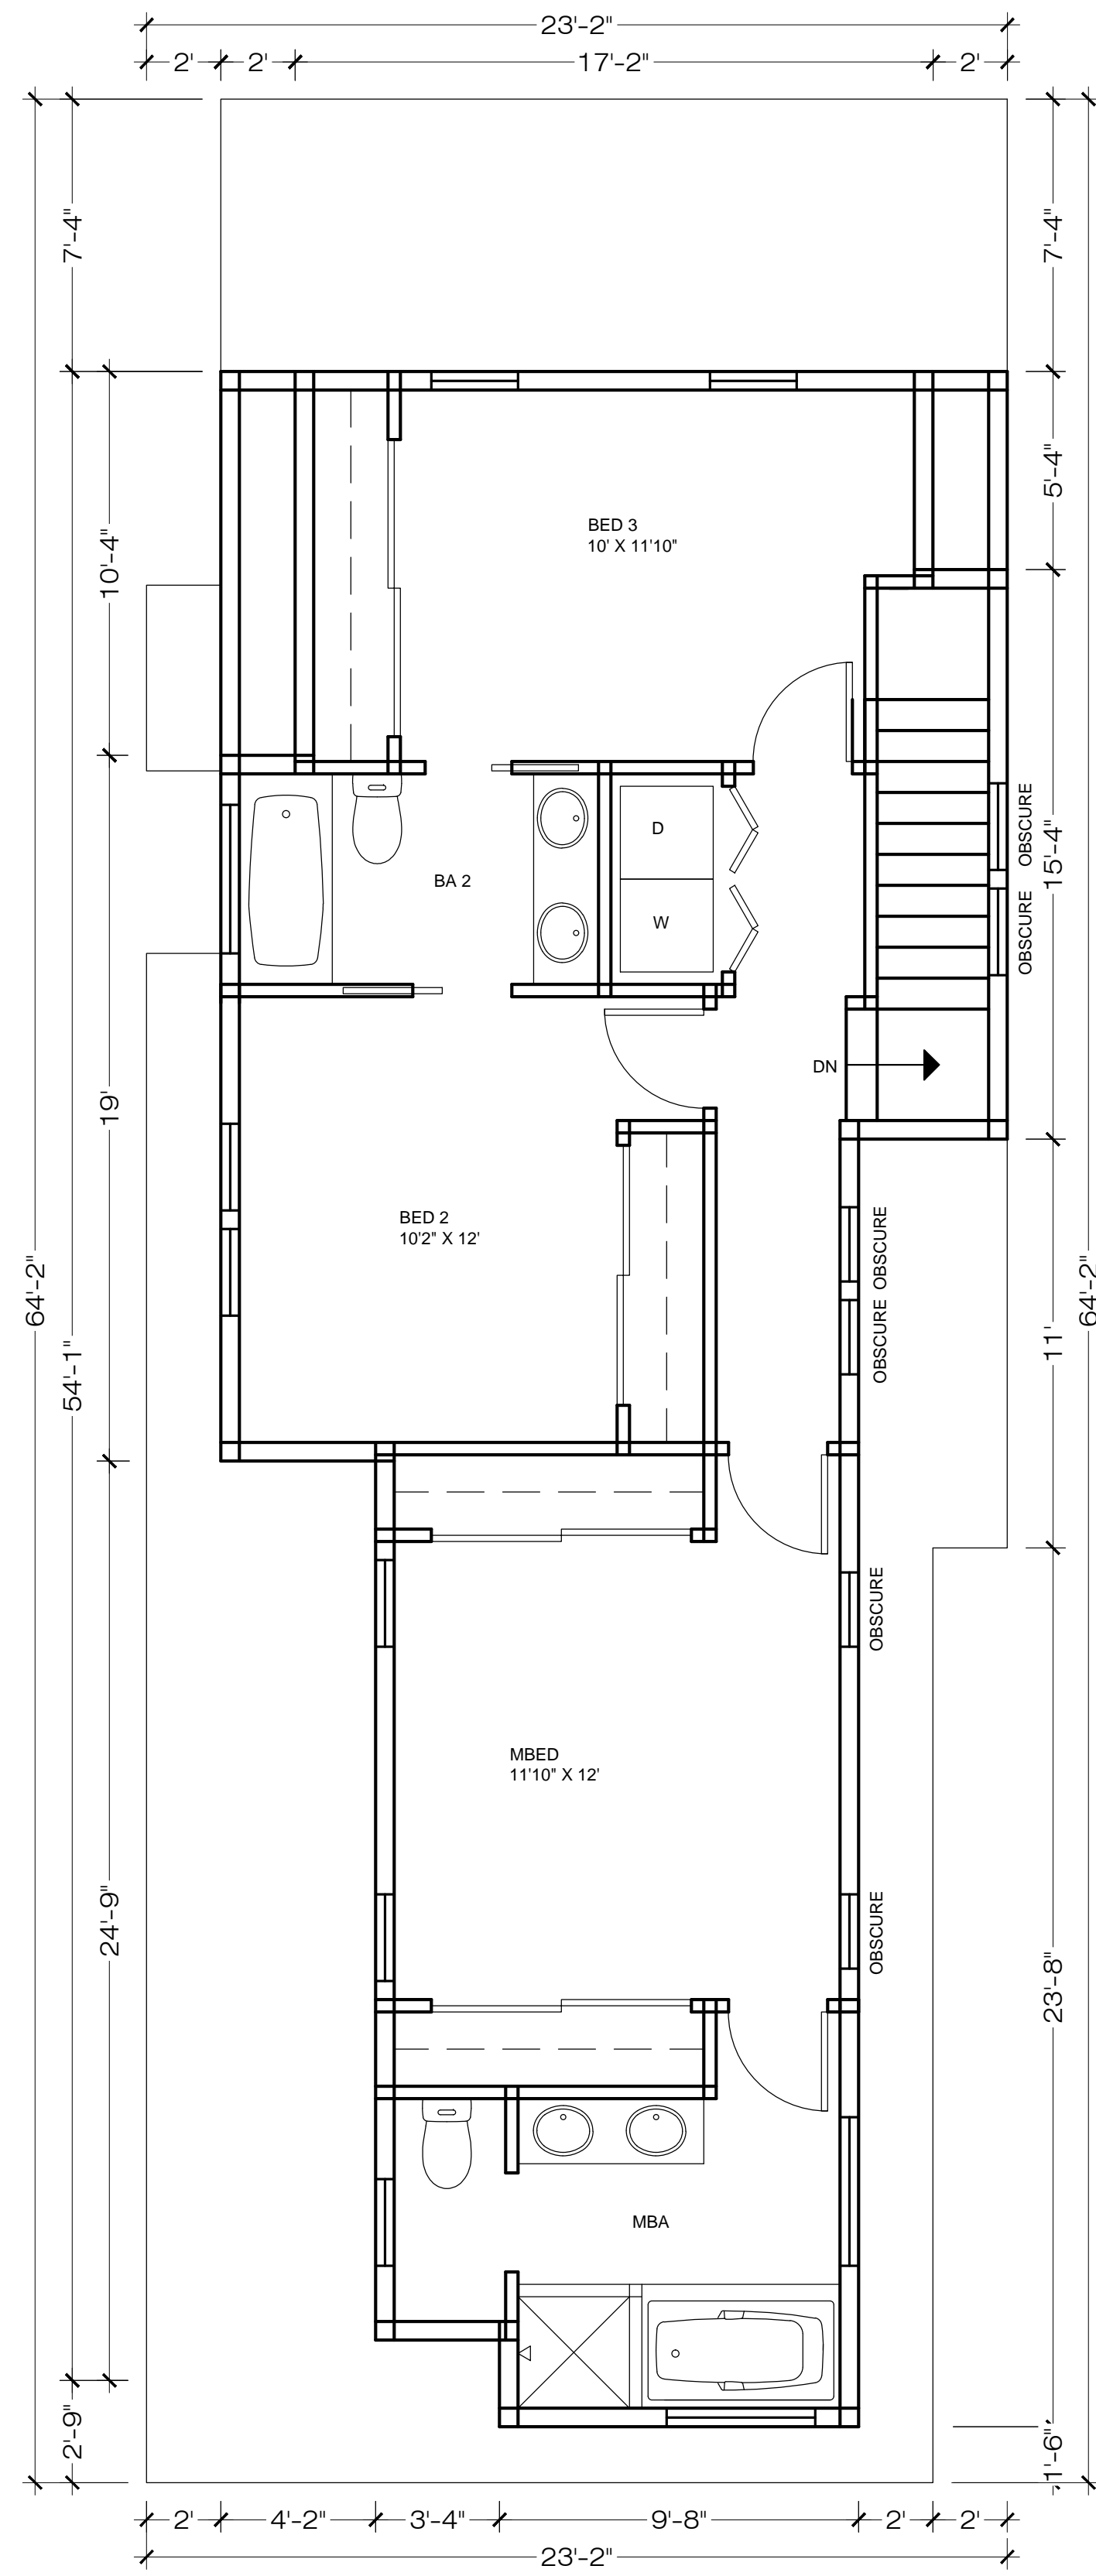 23'-2"
2'
2'
17'-2"
2'
7'-4"
7'-4"
5'-4"
BED 3
10' X 11'10"
10'-4"
OBSCURE
D
15'-4"
BA 2
W
OBSCURE
DN
19'
BED 2
10'2" X 12'
OBSCURE
64'-2"
64'-2"
OBSCURE
11'
54'-1"
OBSCURE
MBED
11'10" X 12'
OBSCURE
24'-9"
23'-8"
MBA
2'-9"
1'-6"
2'
4'-2"
3'-4"
9'-8"
2'
2'
23'-2"